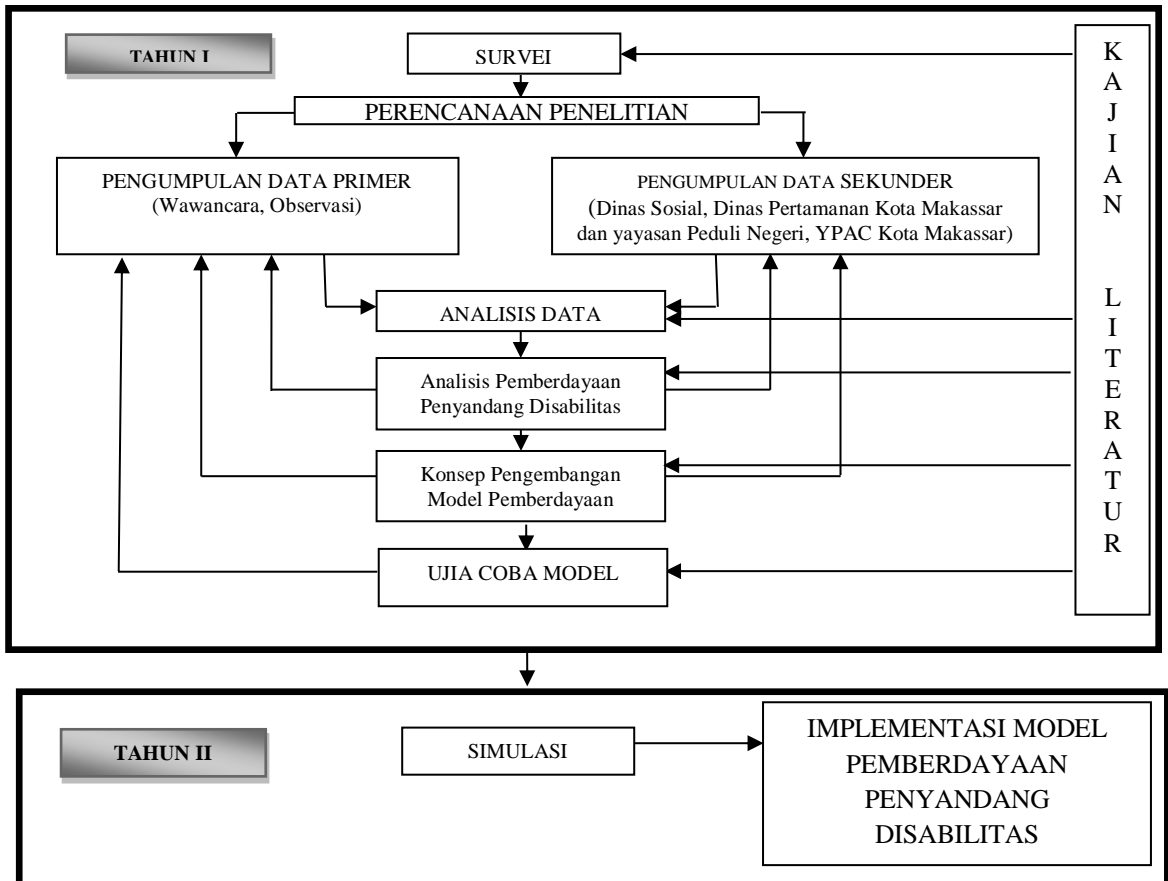 TAHUN I
SURVEI
PERENCANAAN PENELITIAN
PENGUMPULAN DATA PRIMER
(Wawancara, Observasi)
PENGUMPULAN DATA SEKUNDER
(Dinas Sosial, Dinas Pertamanan Kota Makassar
dan yayasan Peduli Negeri, YPAC Kota Makassar)
ANALISIS DATA
Analisis Pemberdayaan
Penyandang Disabilitas
Konsep Pengembangan
Model Pemberdayaan
UJIA COBA MODEL
K
A
J
I
A
N
L
I
T
E
R
A
T
U
R
TAHUN II
SIMULASI
IMPLEMENTASI MODEL
PEMBERDAYAAN
PENYANDANG
DISABILITAS